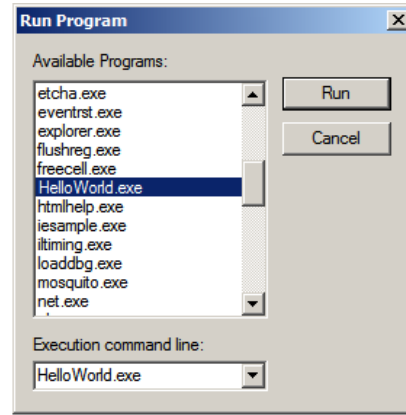 Run Program
Available Programs:
etcha.exe
eventrst.exe
explorer.exe
flushreg.exe
freecell.exe
HelloWorld.exe
htmlhelp.exe
iesample.exe
iltiming.exe
loaddbg.exe
mosquito.exe
net.exe
Run
Cancel
Execution command line:
HelloWorld.exe